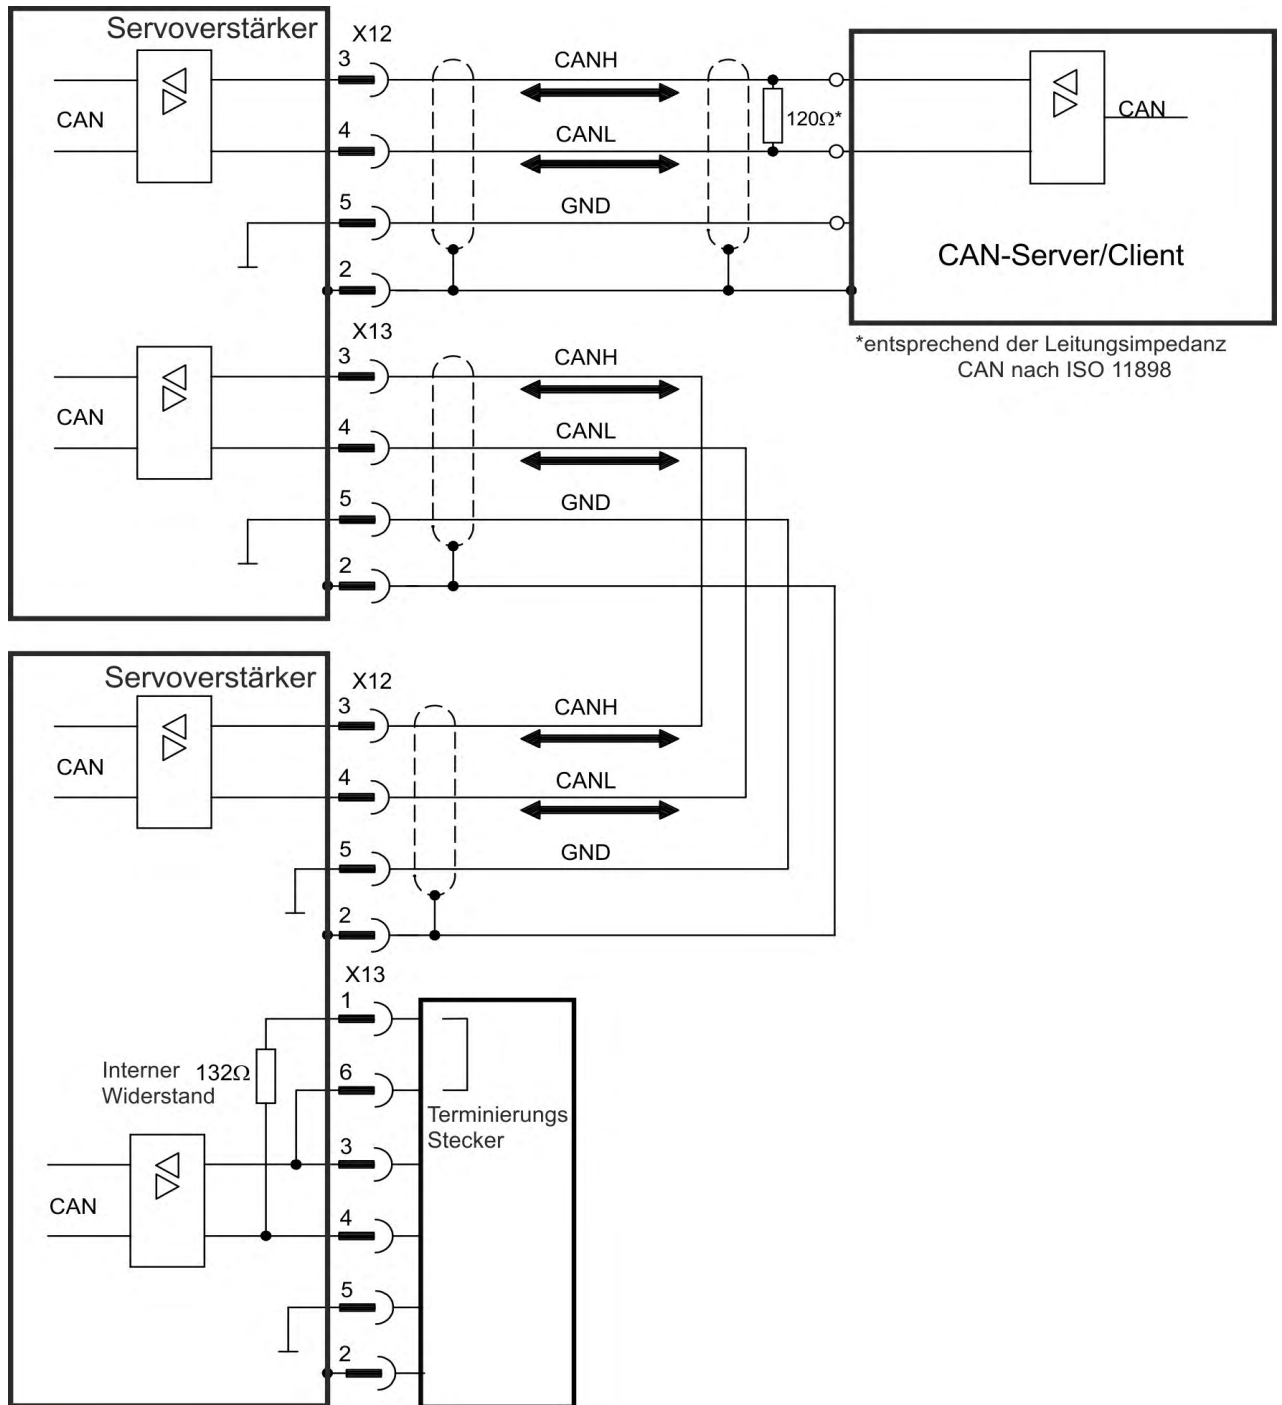 Servoverstärker
X12
3
CANH
CAN
120Ω*
CAN
4
CANL
5
GND
CAN-Server/Client
2
X13
*entsprechend der Leitungsimpedanz
CAN nach ISO 11898
3
CANH
CAN
4
CANL
5
GND
2
Servoverstärker
X12
3
CANH
CAN
4
CANL
5
GND
2
X13
1
Interner 132Ω
Widerstand
6
Terminierungs
Stecker
3
CAN
4
5
2